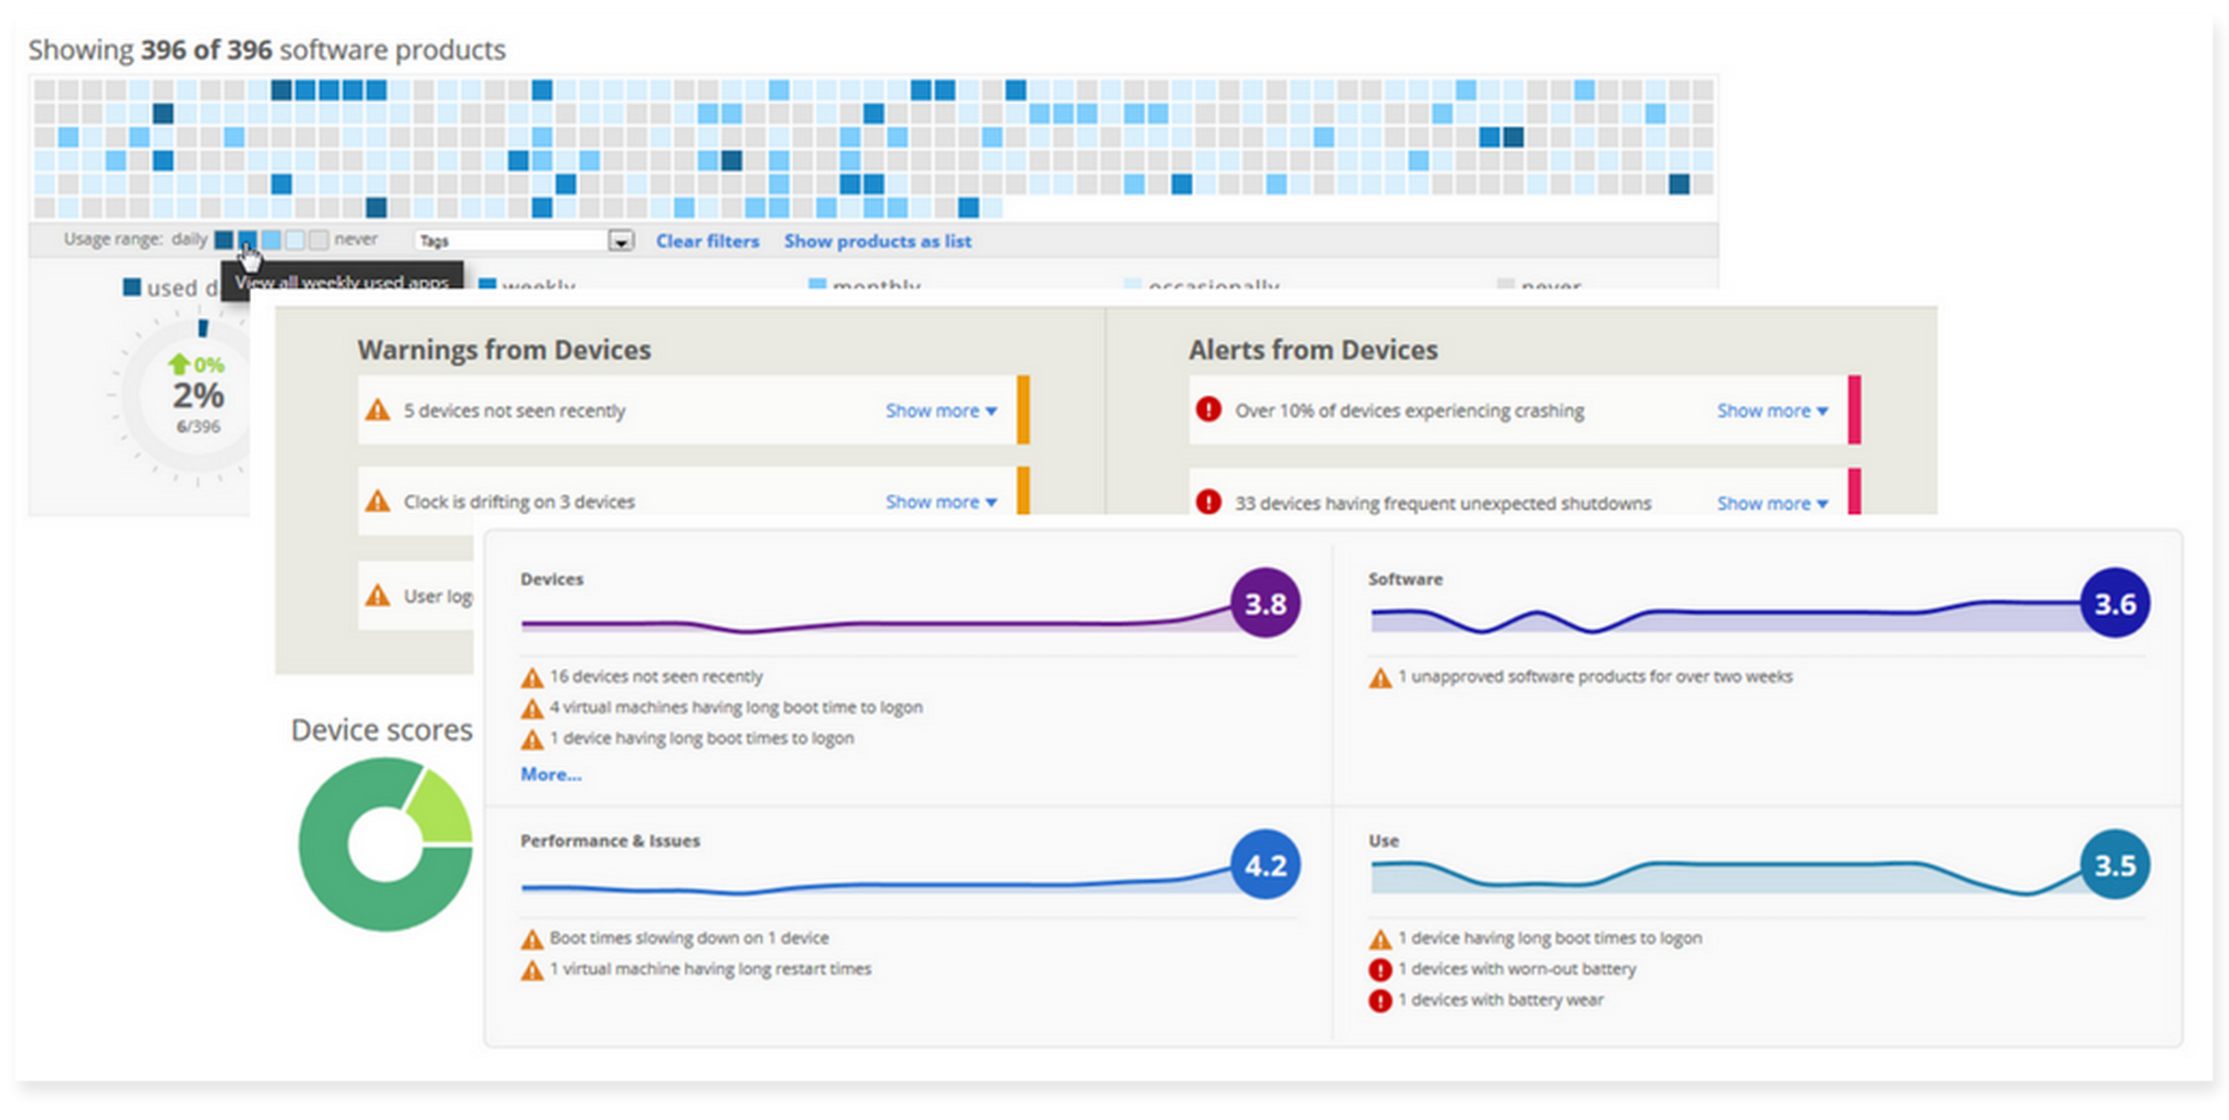 Showing 396 of 396 software products
Usage range: daily never Tags Clear filters Show products as list
View all weekly used apps
used weekly monthly occasionally never
0%
2%
6/396
Warnings from Devices
5 devices not seen recently Show more
Clock is drifting on 3 devices Show more
User log
Alerts from Devices
Over 10% of devices experiencing crashing Show more
33 devices having frequent unexpected shutdowns Show more
Device scores
Devices
3.8
16 devices not seen recently
4 virtual machines having long boot time to logon
1 device having long boot times to logon
More...
Software
3.6
1 unapproved software products for over two weeks
Performance & Issues
4.2
Boot times slowing down on 1 device
1 virtual machine having long restart times
Use
3.5
1 device having long boot times to logon
1 devices with worn-out battery
1 devices with battery wear